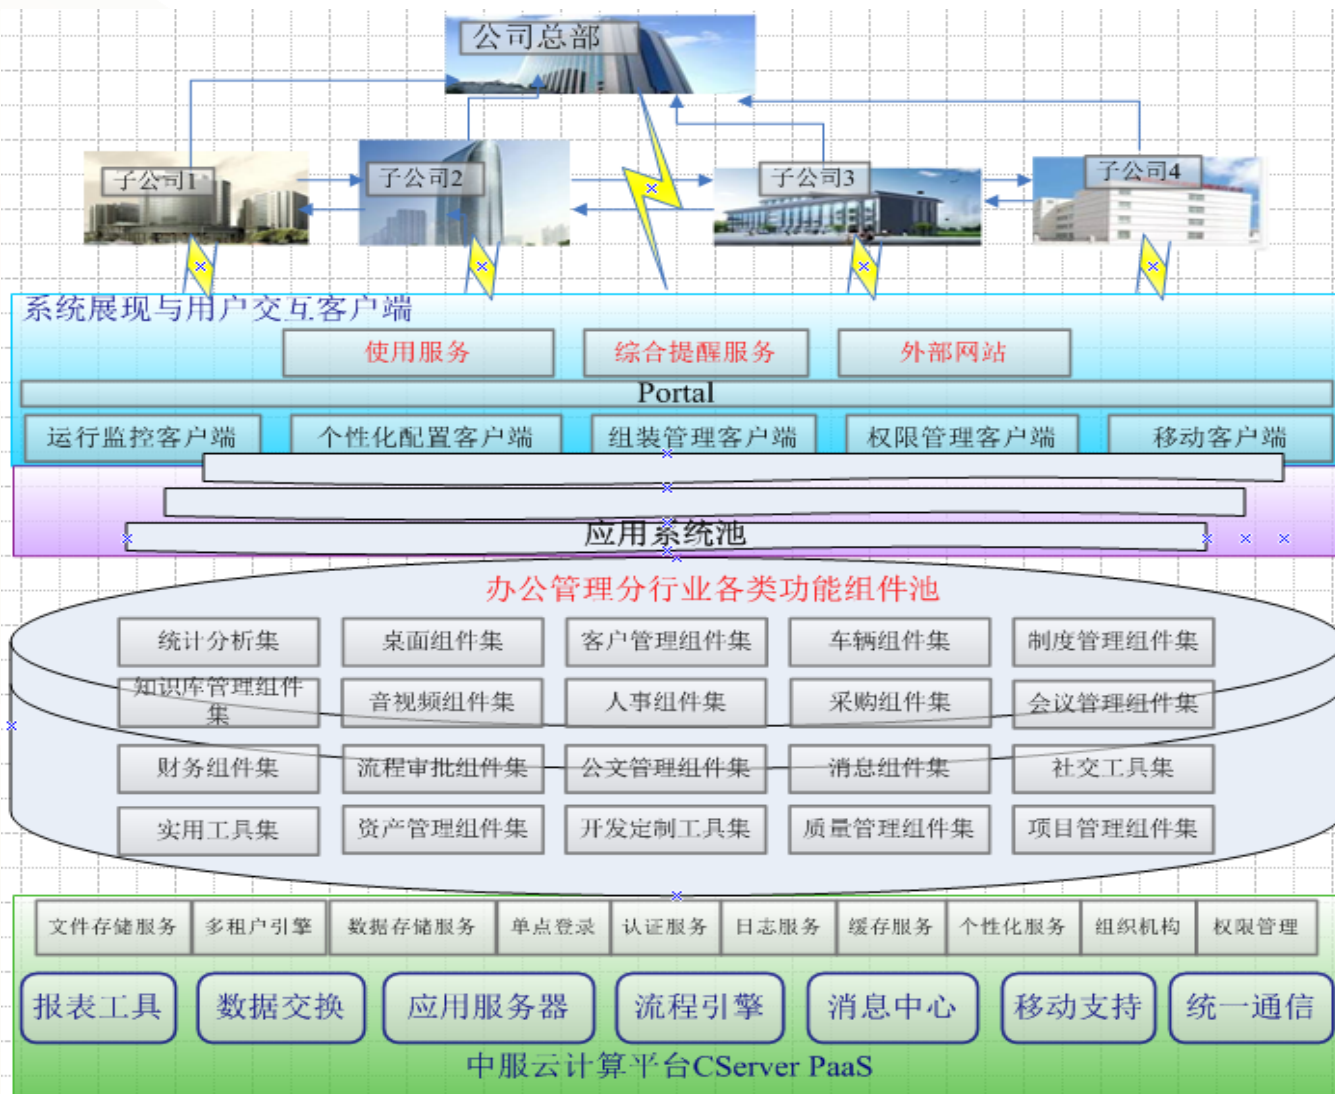 公司总部
子公司1
子公司2
子公司3
子公司4
系统展现与用户交互客户端
使用服务
综合提醒服务
外部网站
Portal
运行监控客户端
个性化配置客户端
组装管理客户端
权限管理客户端
移动客户端
应用系统池
办公管理分行业各类功能组件池
统计分析集
桌面组件集
客户管理组件集
车辆组件集
制度管理组件集
知识库管理组件
集
音视频组件集
人事组件集
采购组件集
会议管理组件集
财务组件集
流程审批组件集
公文管理组件集
消息组件集
社交工具集
实用工具集
资产管理组件集
开发定制工具集
质量管理组件集
项目管理组件集
文件存储服务
多租户引擎
数据存储服务
单点登录
认证服务
日志服务
缓存服务
个性化服务
组织机构
权限管理
报表工具
数据交换
应用服务器
流程引擎
消息中心
移动支持
统一通信
中服云计算平台CServer PaaS